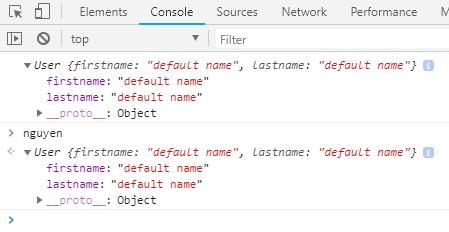 Elements Console Sources Network Performance Memory
top Filter
User {firstname: "default name", lastname: "default name"} i
firstname: "default name"
lastname: "default name"
__proto__: Object
nguyen
User {firstname: "default name", lastname: "default name"} i
firstname: "default name"
lastname: "default name"
__proto__: Object